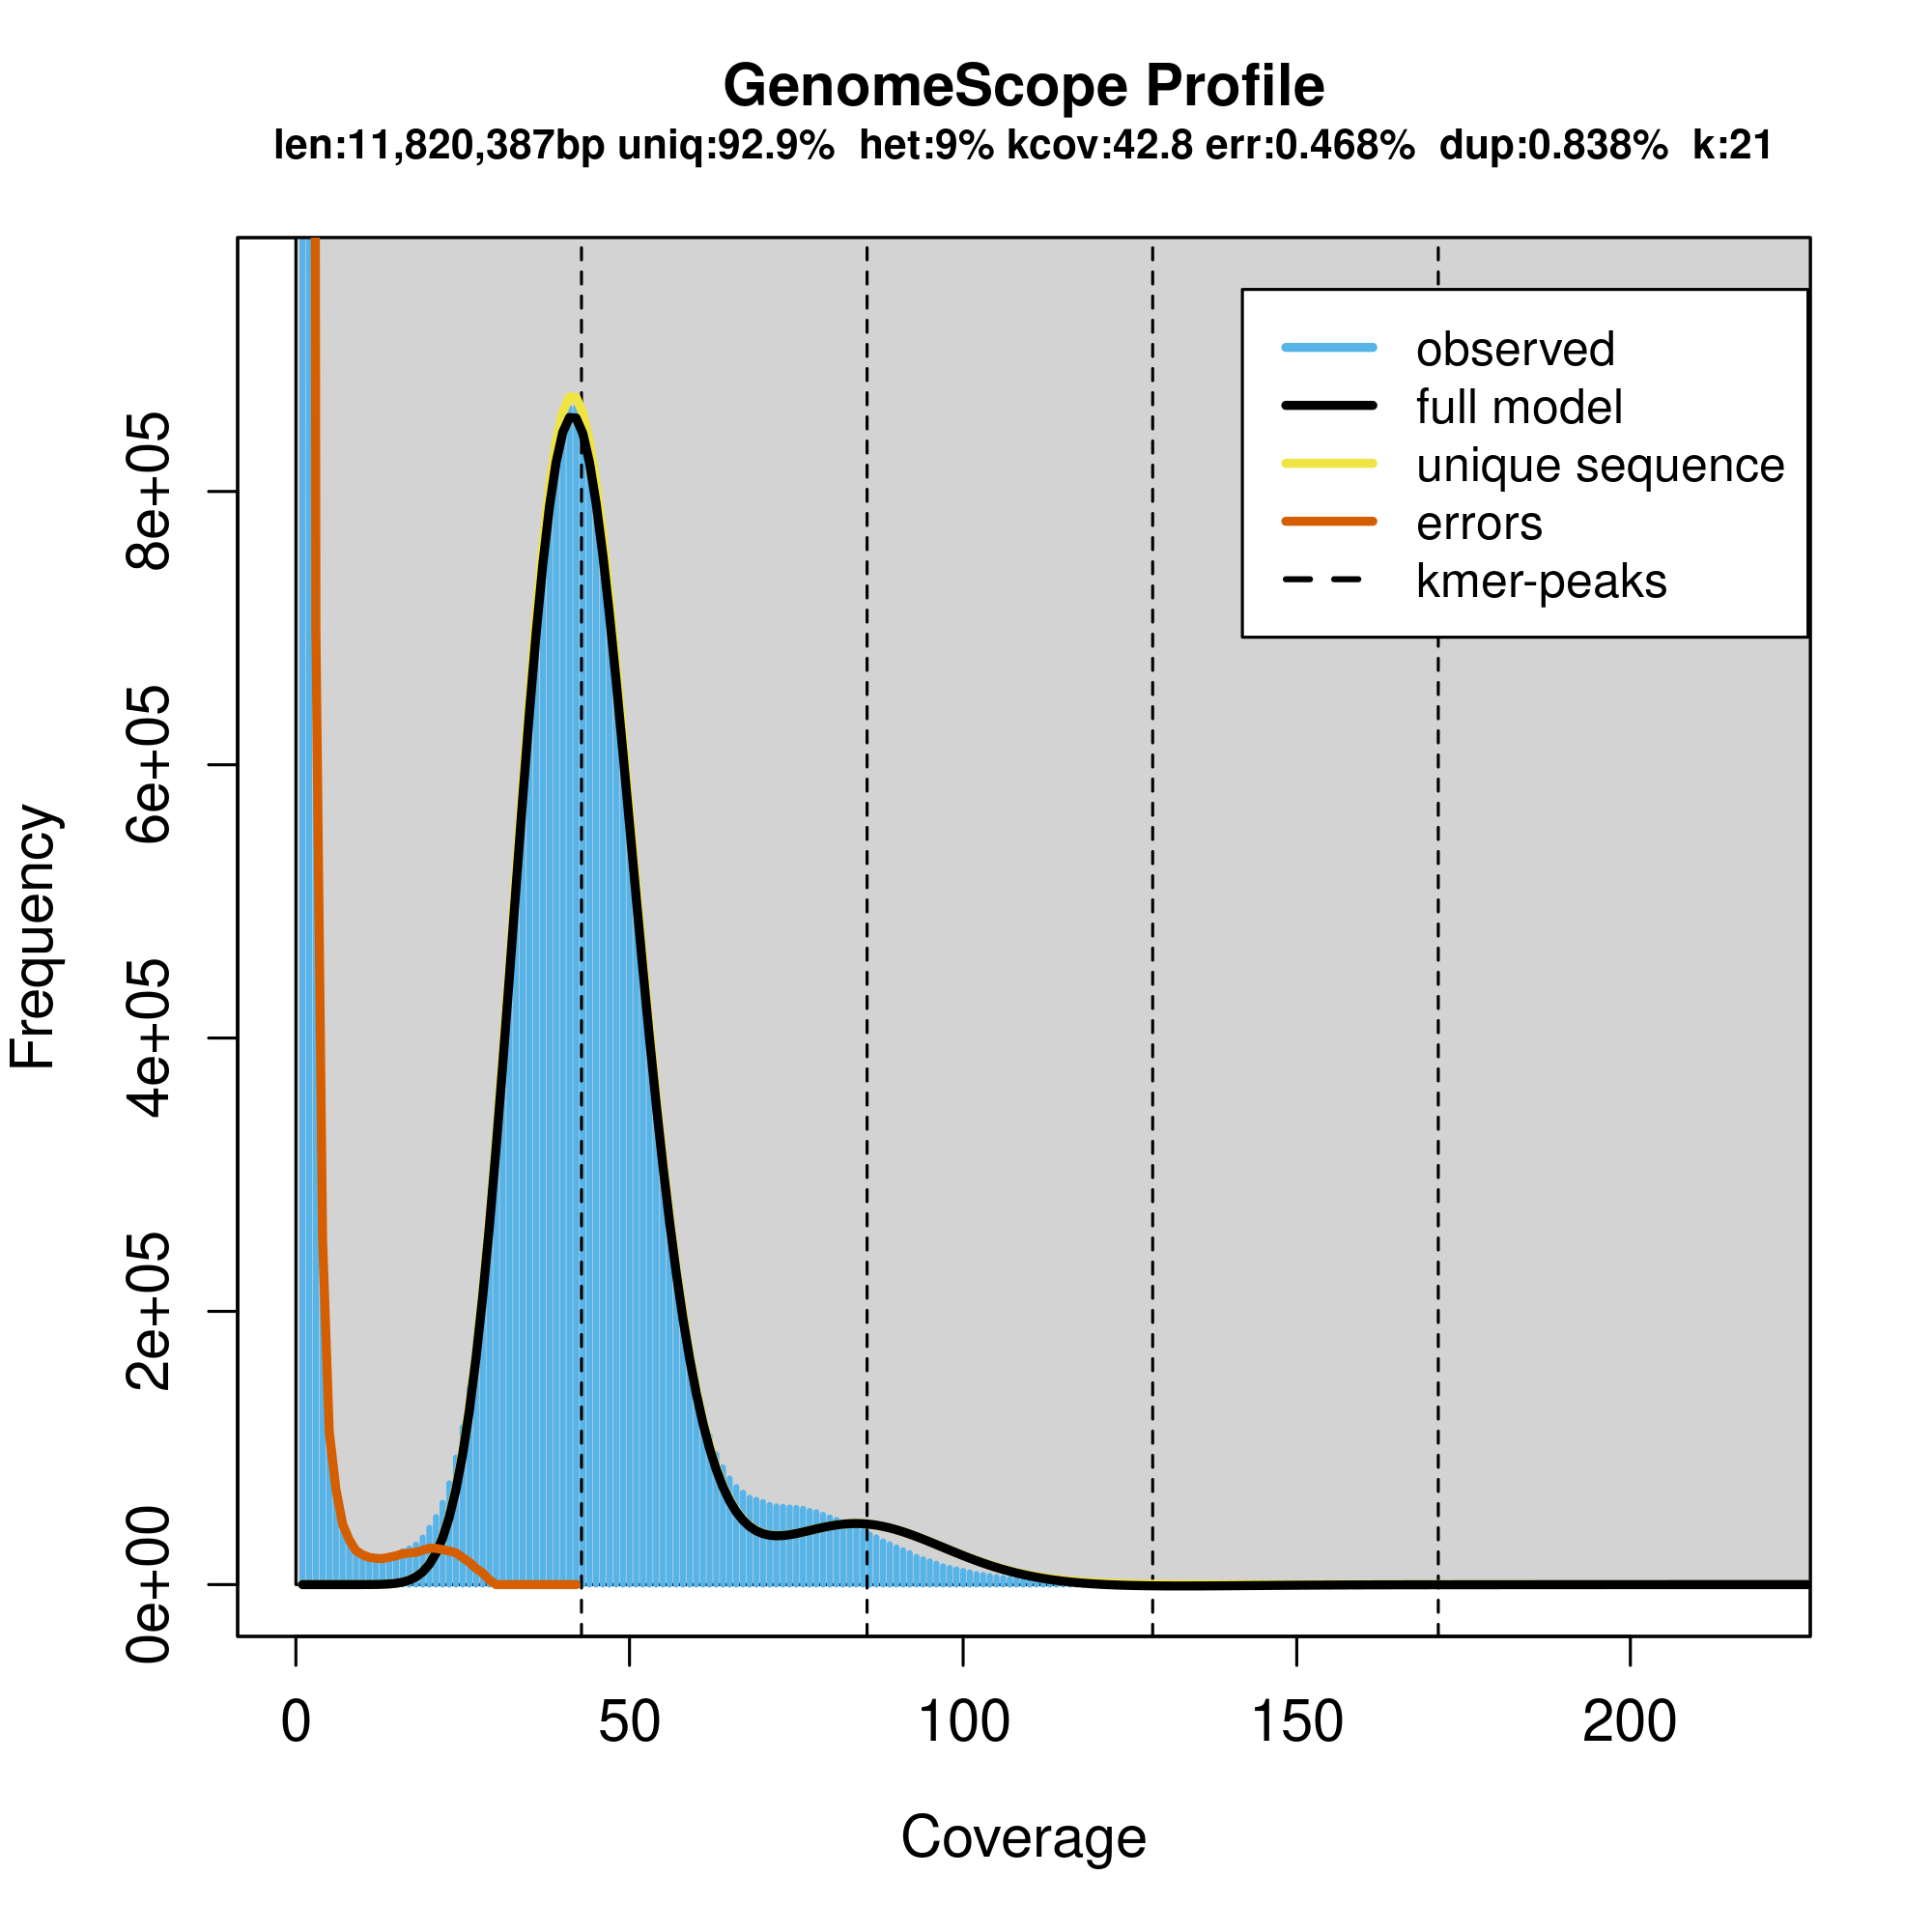 GenomeScope Profile
len:11,820,387bp uniq:92.9% het:9% kcov:42.8 err:0.468% dup:0.838% k:21
observed
full model
unique sequence
errors
kmer-peaks
Frequency
8e+05
6e+05
4e+05
2e+05
0e+00
0 50 100 150 200
Coverage